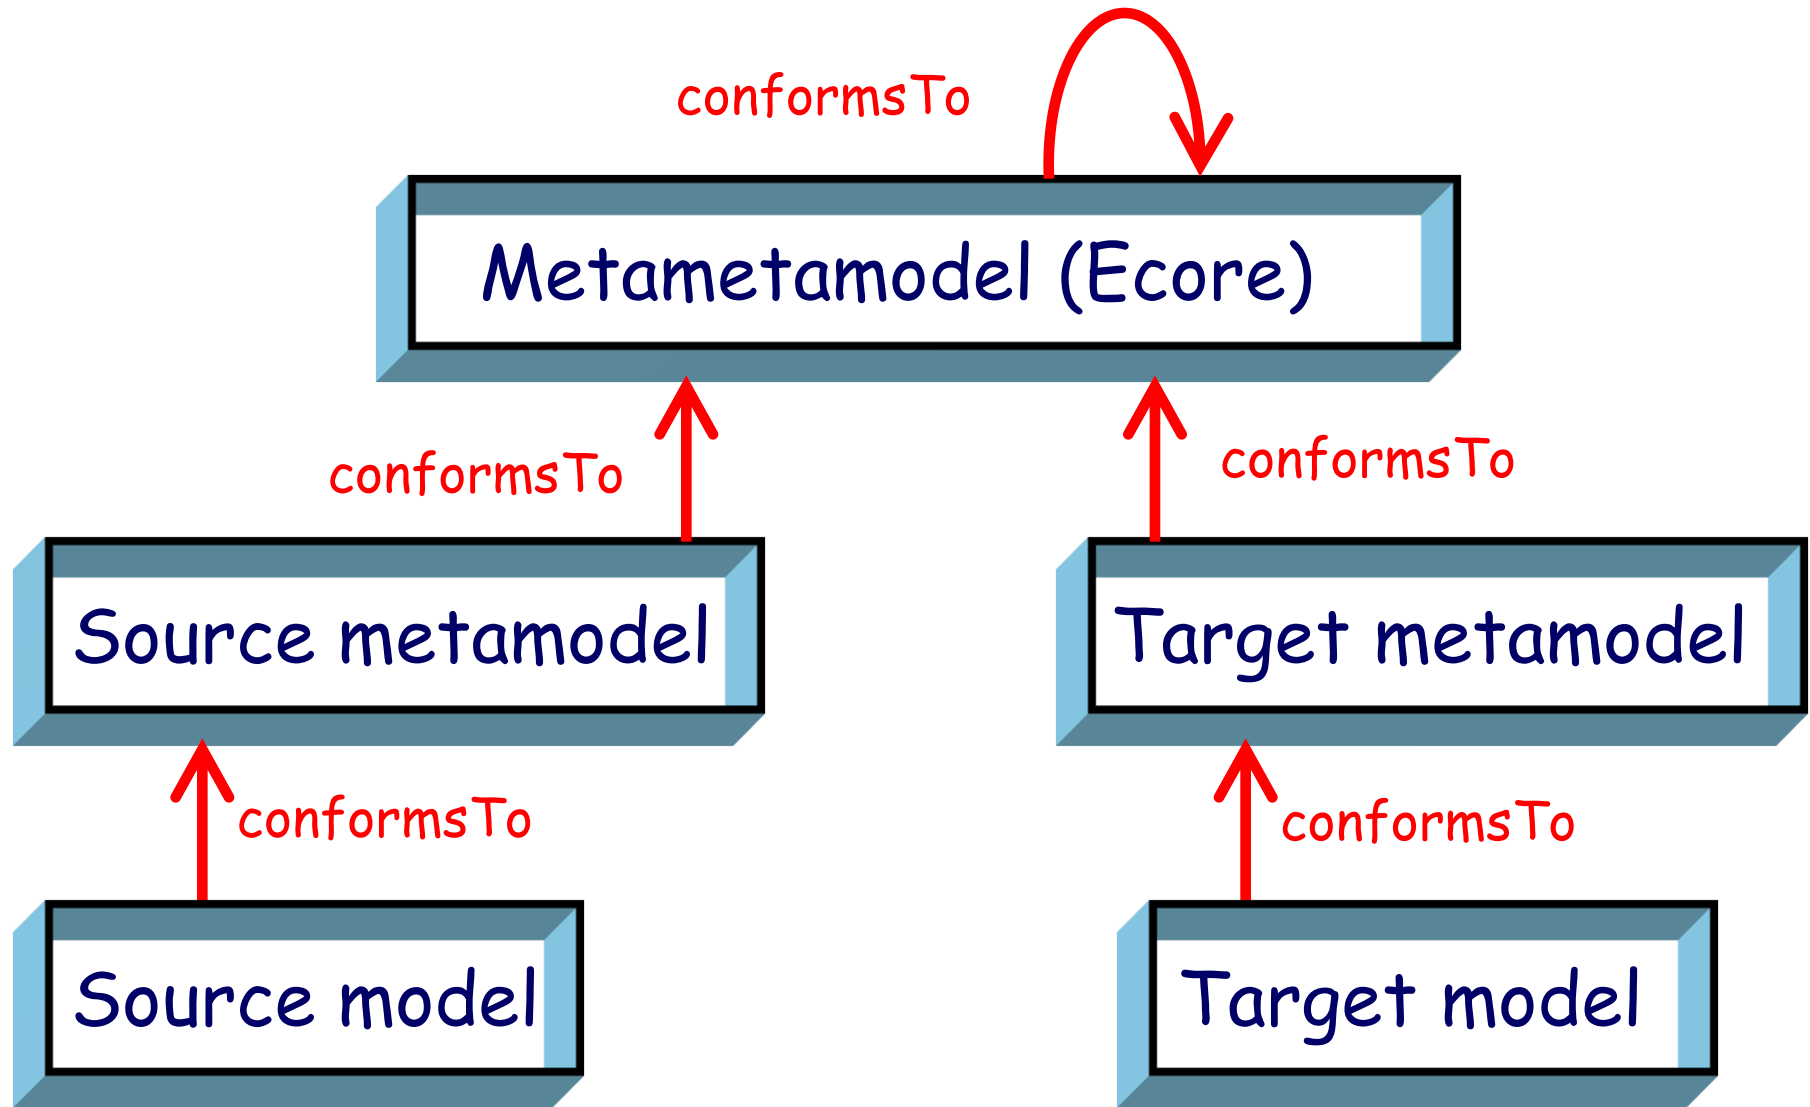 conformsTo
Metametamodel (Ecore)
conformsTo
conformsTo
Source metamodel
Target metamodel
conformsTo
conformsTo
Source model
Target model